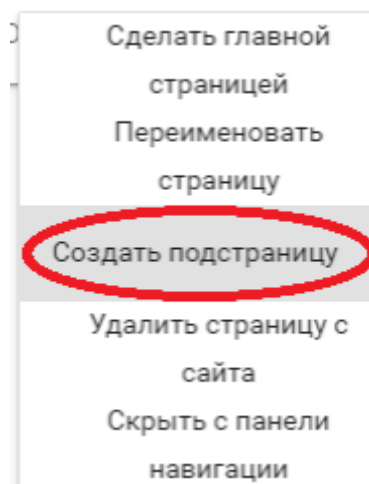 Сделать главной
страницей
Переименовать
страницу
Создать подстраницу
Удалить страницу с
сайта
Скрыть с панели
навигации